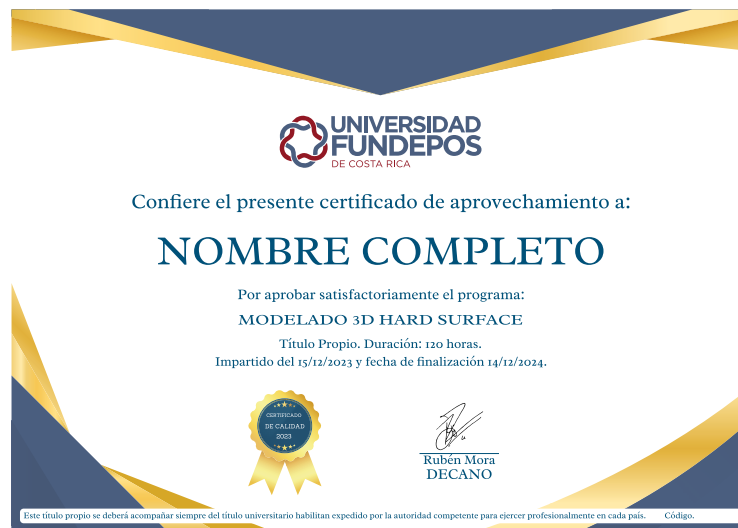 UNIVERSIDAD
FUNDEPOS
DE COSTA RICA
Confiere el presente certificado de aprovechamiento a:
NOMBRE COMPLETO
Por aprobar satisfactoriamente el programa:
MODELADO 3D HARD SURFACE
Título Propio. Duración: 120 horas.
Impartido del 15/12/2023 y fecha de finalización 14/12/2024.
CERTIFICADO
DE CALIDAD
2023
Rubén Mora
DECANO
Este título propio se deberá acompañar siempre del título universitario habilitan expedido por la autoridad competente para ejercer profesionalmente en cada país. Código.